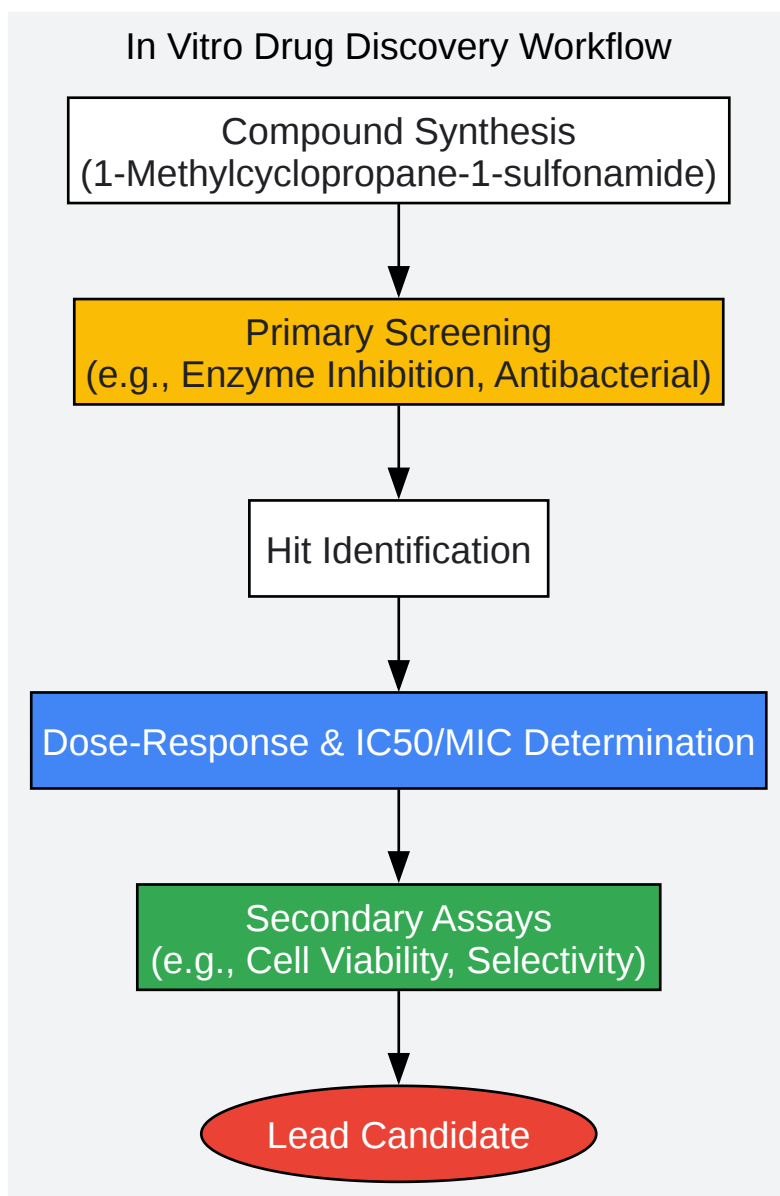 In Vitro Drug Discovery Workflow
Compound Synthesis
(1-Methylcyclopropane-1-sulfonamide)
Primary Screening
(e.g., Enzyme Inhibition, Antibacterial)
Hit Identification
Dose-Response & IC50/MIC Determination
Secondary Assays
(e.g., Cell Viability, Selectivity)
Lead Candidate